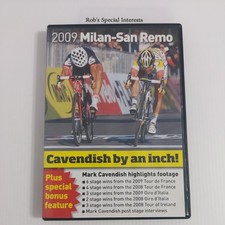 Rob's Special Interests
2009 Milan-San Remo
Cavendish by an inch!
Plus
special
bonus
feature
Mark Cavendish highlights footage
6 stage wins from the 2009 Tour de France
4 stage wins from the 2008 Tour de France
3 stage wins from the 2009 Giro d'Italia
2 stage wins from the 2008 Giro d'Italia
3 stage wins from the 2008 Tour of Ireland
Mark Cavendish post stage interviews